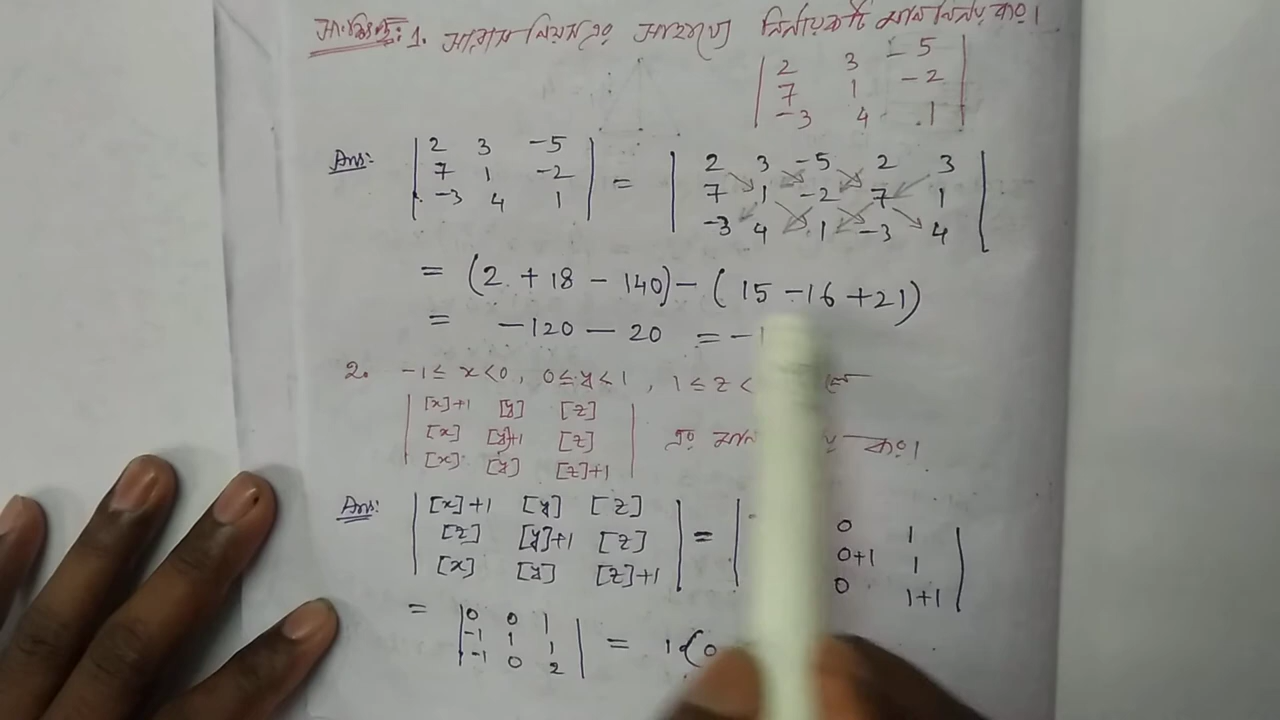 সংক্ষিপ্ত: 1. সারাস নিয়ম এর সাহায্যে নির্ণায়কটি মান নির্ণয় কর।
| 2 3 -5 |
| 7 1 -2 |
| -3 4 1 |
Ans:- | 2 3 -5 | = | 2 3 -5 2 3 |
| 7 1 -2 | | 7 1 -2 7 1 |
| -3 4 1 | | -3 4 1 -3 4 |
= (2 + 18 - 140) - (15 - 16 + 21)
= -120 - 20 = -1
2. -1 ≤ x < 0, 0 ≤ y < 1, 1 ≤ z <
| [x]+1 [y] [z] |
| [x] [y]+1 [z] | এর কর।
| [x] [y] [z]+1 |
Ans: | [x]+1 [y] [z] | = | 0 1 |
| [z] [y]+1 [z] | 0+1 1 |
| [x] [y] [z]+1 | 0 1+1 |
= | 0 0 1 | = 1 (0
| -1 1 1 |
| -1 0 2 |